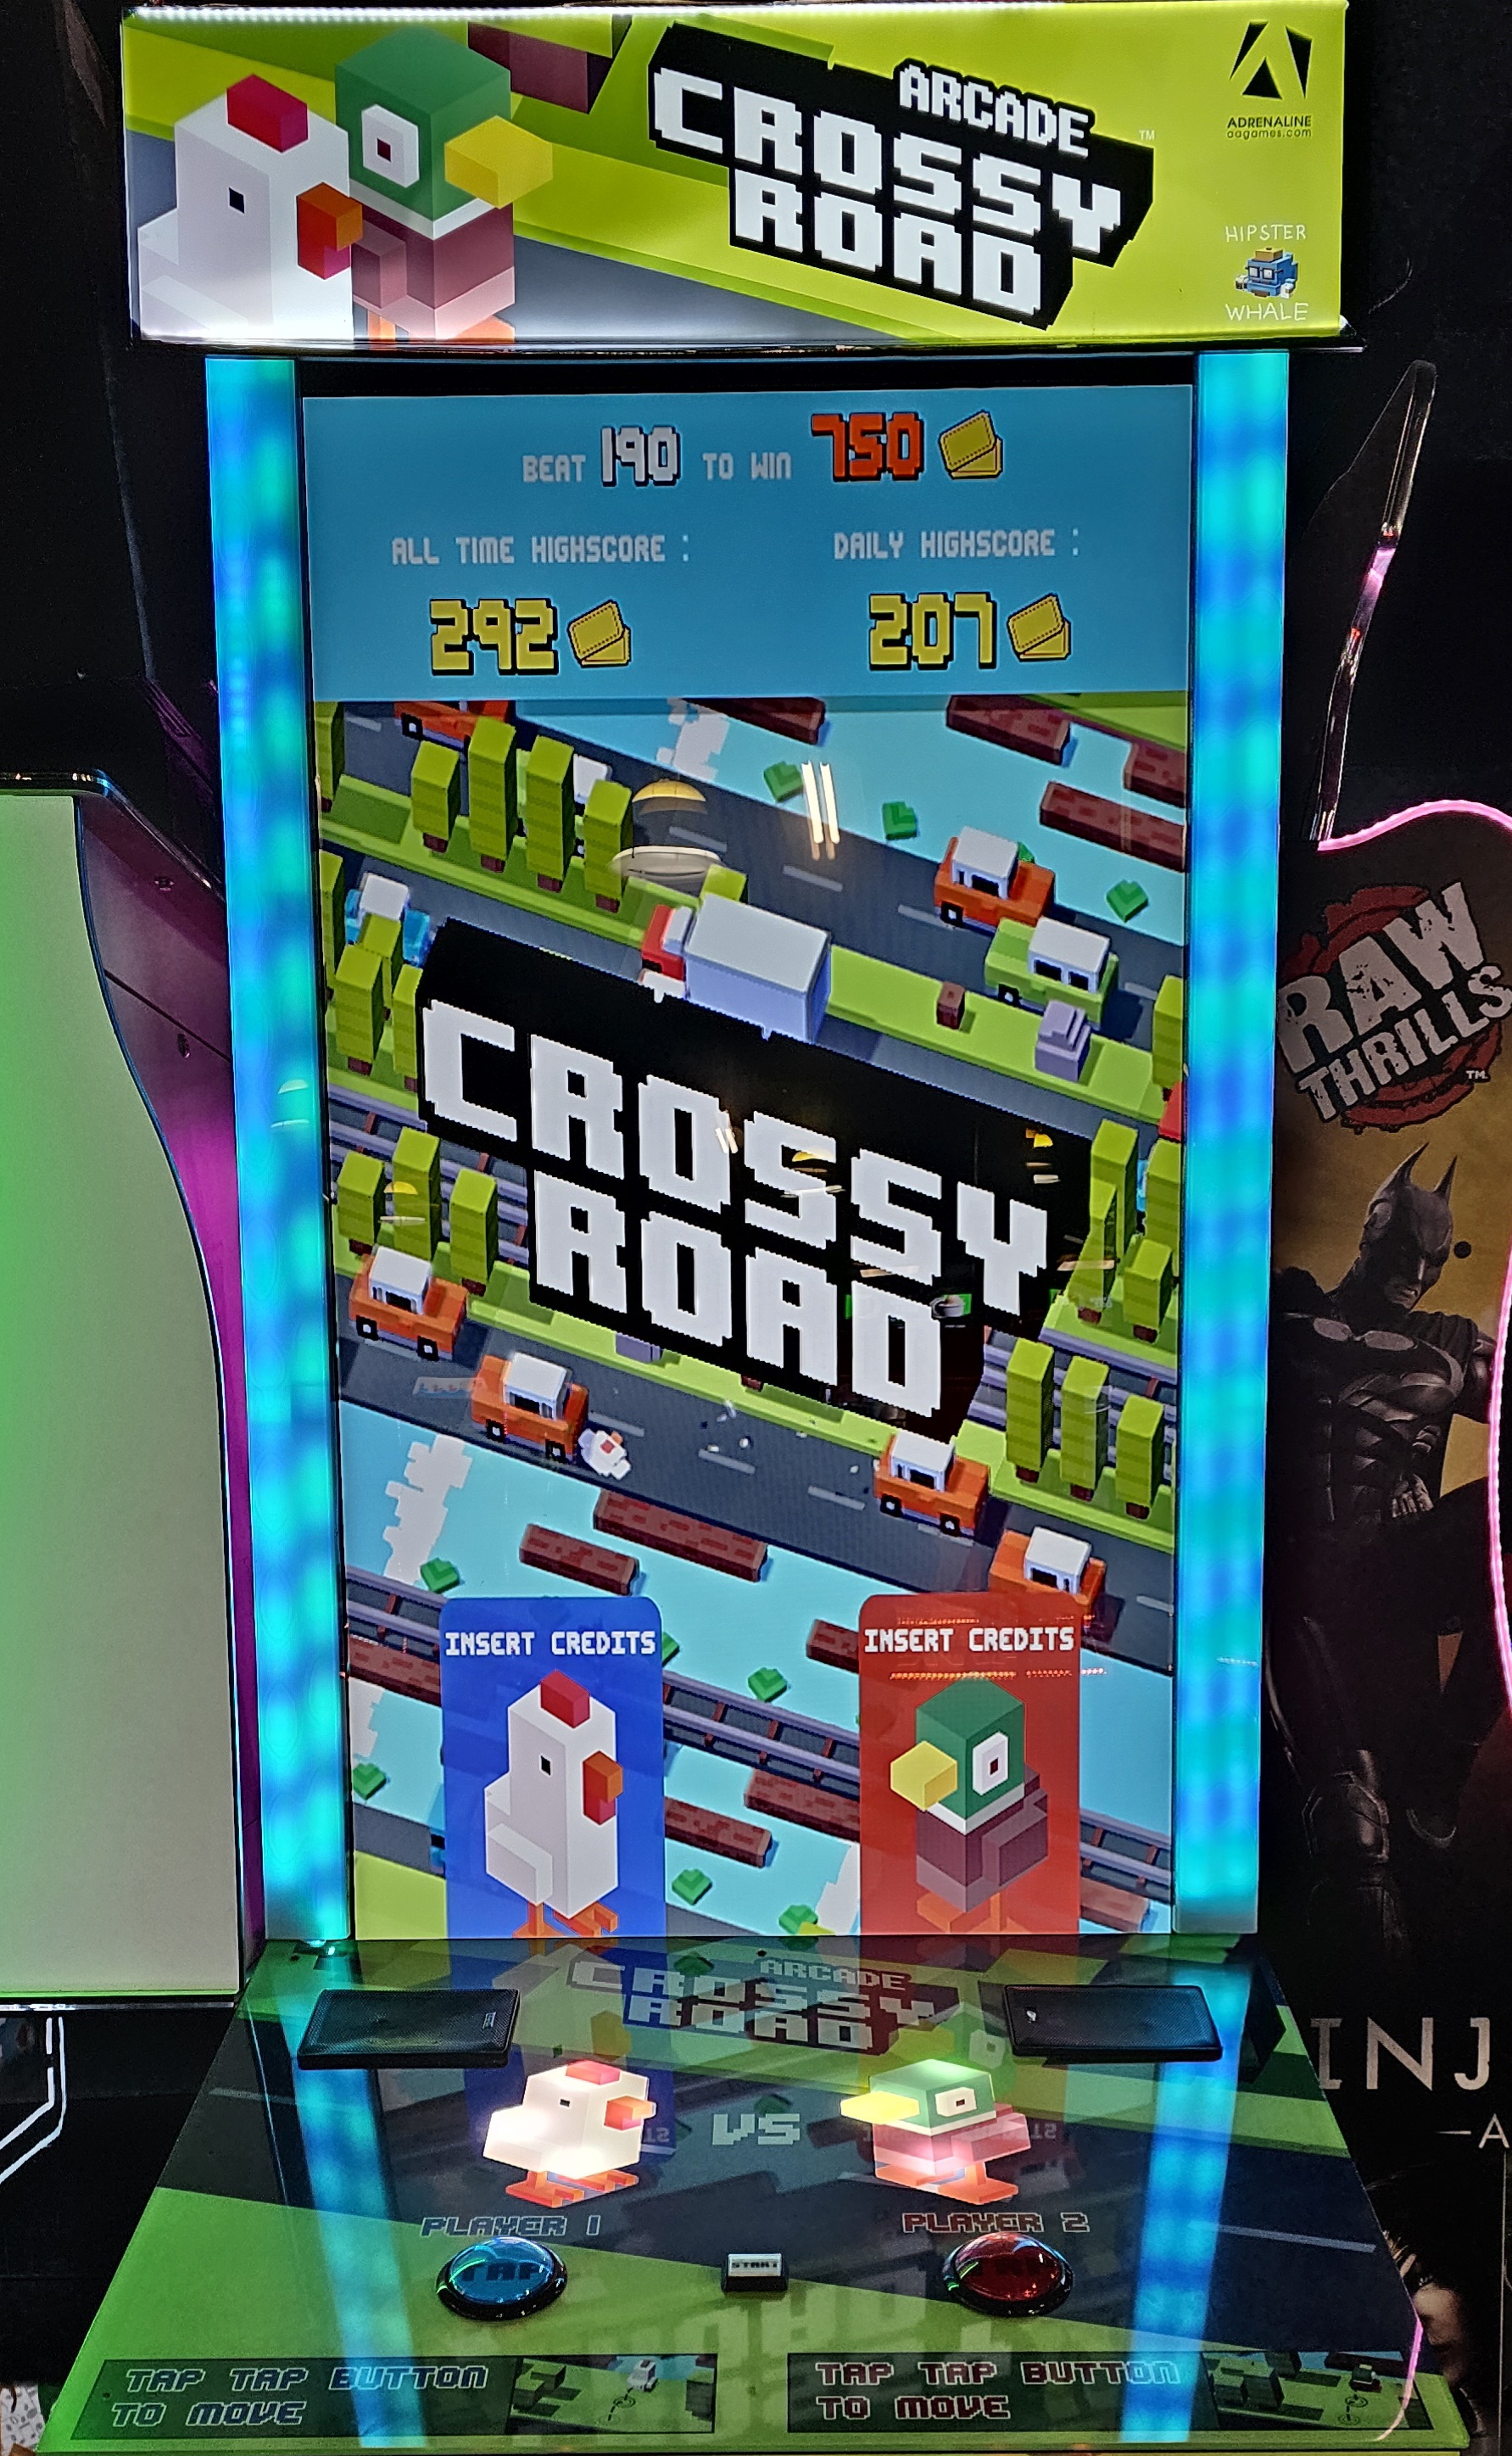 ARCADE
CROSSY
ROAD
TM
ADRENALINE
aagames.com
HIPSTER
WHALE
BEAT 190 TO WIN 750
ALL TIME HIGHSCORE :
DAILY HIGHSCORE :
292
207
RAW
THRILLS
TM
CROSSY
ROAD
INSERT CREDITS
INSERT CREDITS
ARCADE
CROSSY
ROAD
INJ
A
VS
PLAYER 1
PLAYER 2
TAP
START
TAP TAP BUTTON
TO MOVE
TAP TAP BUTTON
TO MOVE